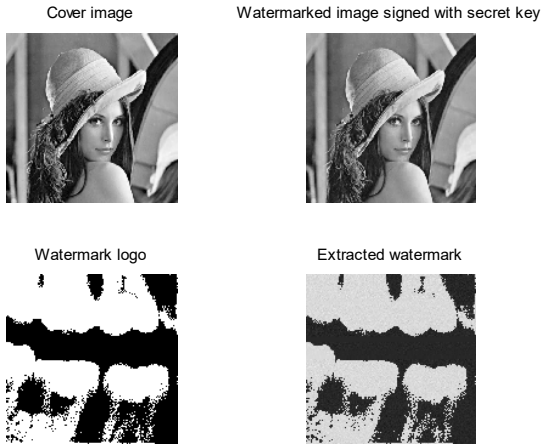 Cover image
Watermarked image signed with secret key
Watermark logo
Extracted watermark